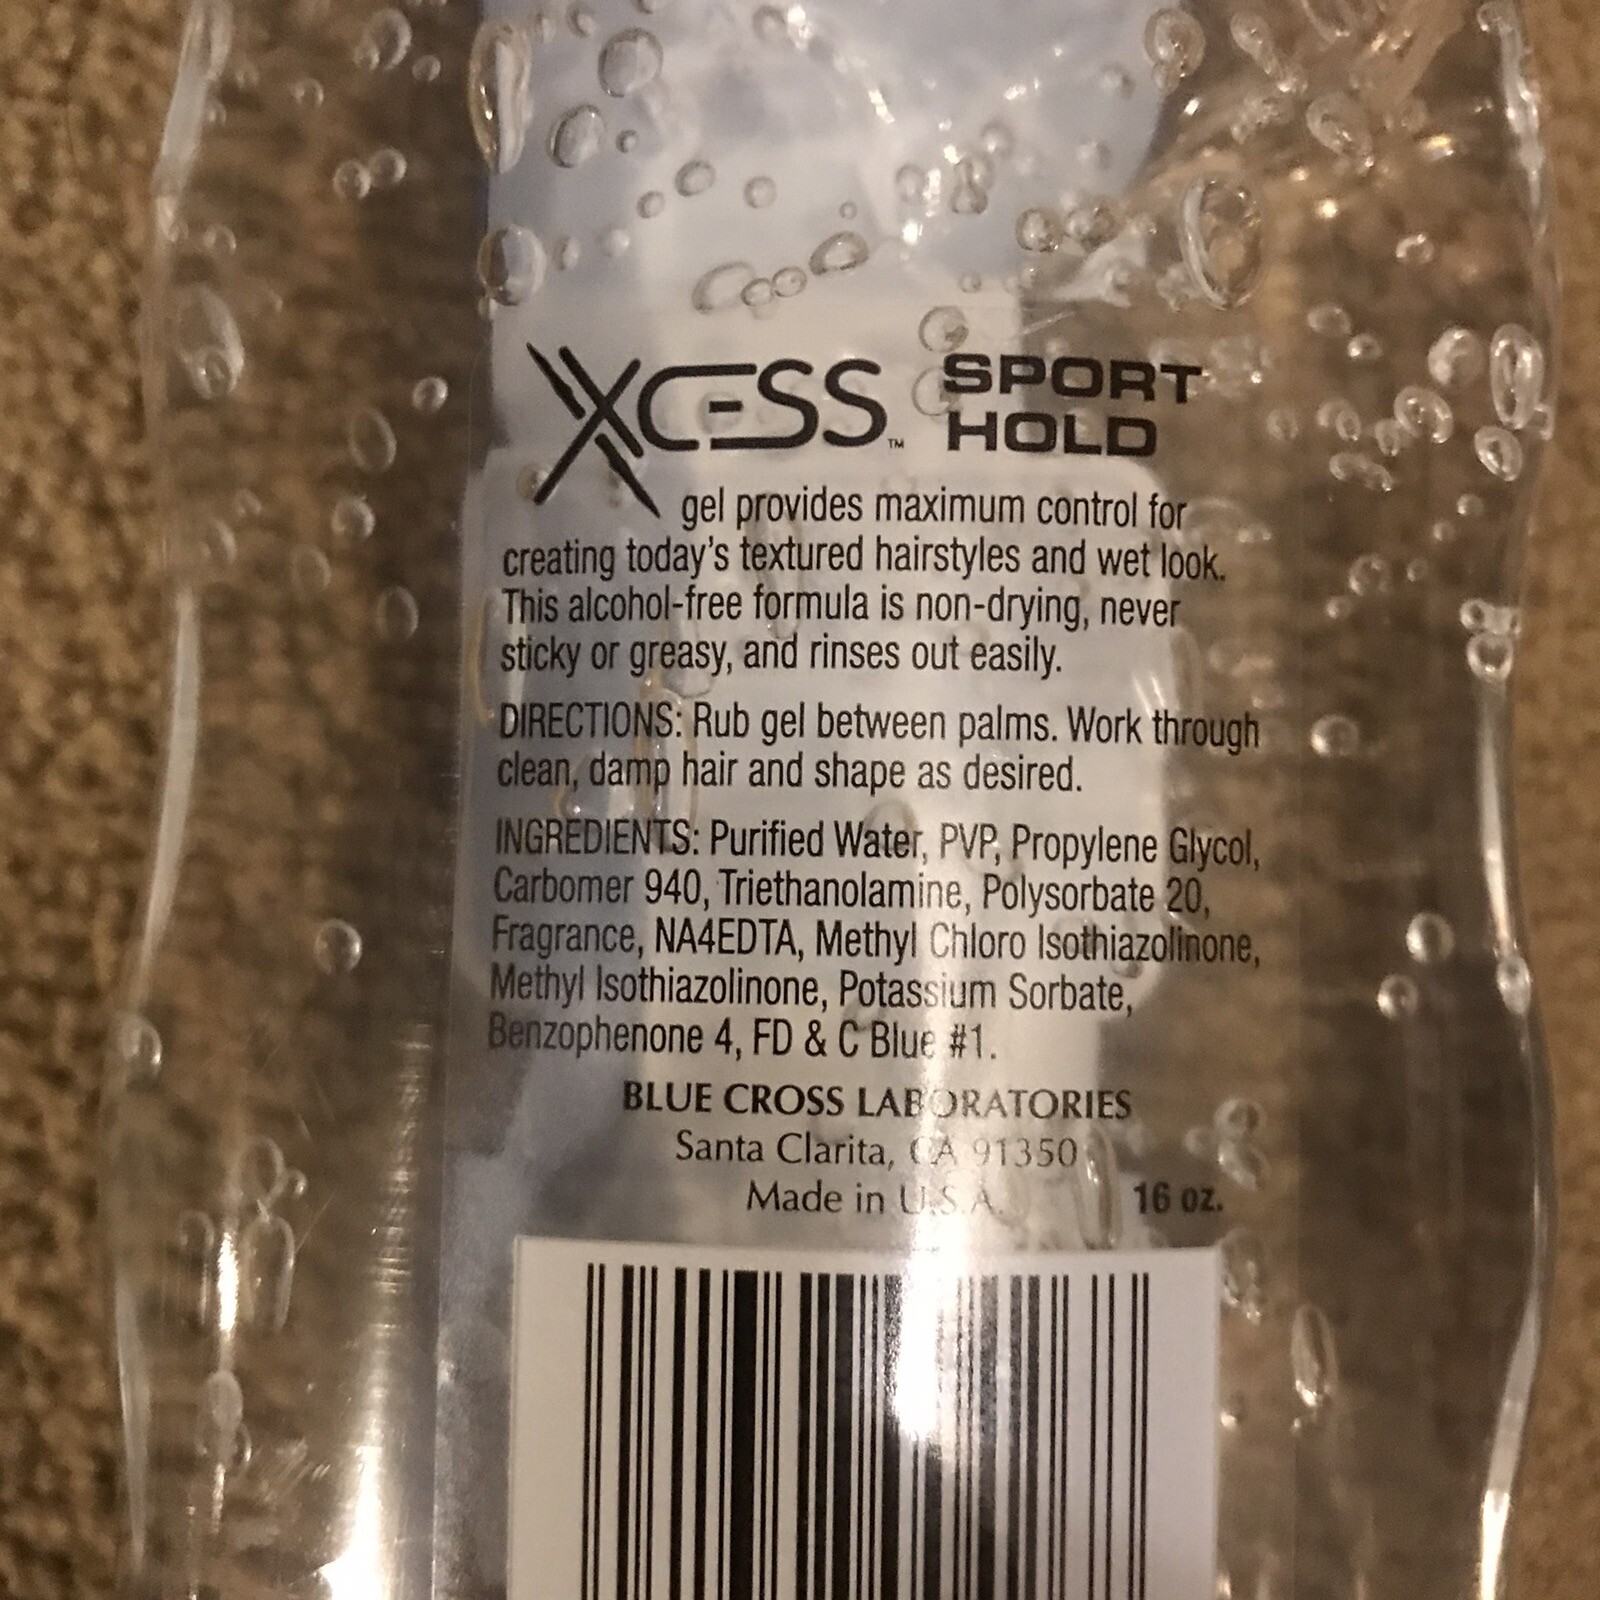 XCESS™ SPORT HOLD
gel provides maximum control for
creating today's textured hairstyles and wet look.
This alcohol-free formula is non-drying, never
sticky or greasy, and rinses out easily.
DIRECTIONS: Rub gel between palms. Work through
clean, damp hair and shape as desired.
INGREDIENTS: Purified Water, PVP, Propylene Glycol,
Carbomer 940, Triethanolamine, Polysorbate 20,
Fragrance, NA4EDTA, Methyl Chloro Isothiazolinone,
Methyl Isothiazolinone, Potassium Sorbate,
Benzophenone 4, FD & C Blue #1.
BLUE CROSS LABORATORIES
Santa Clarita, CA 91350
Made in U.S.A. 16 oz.